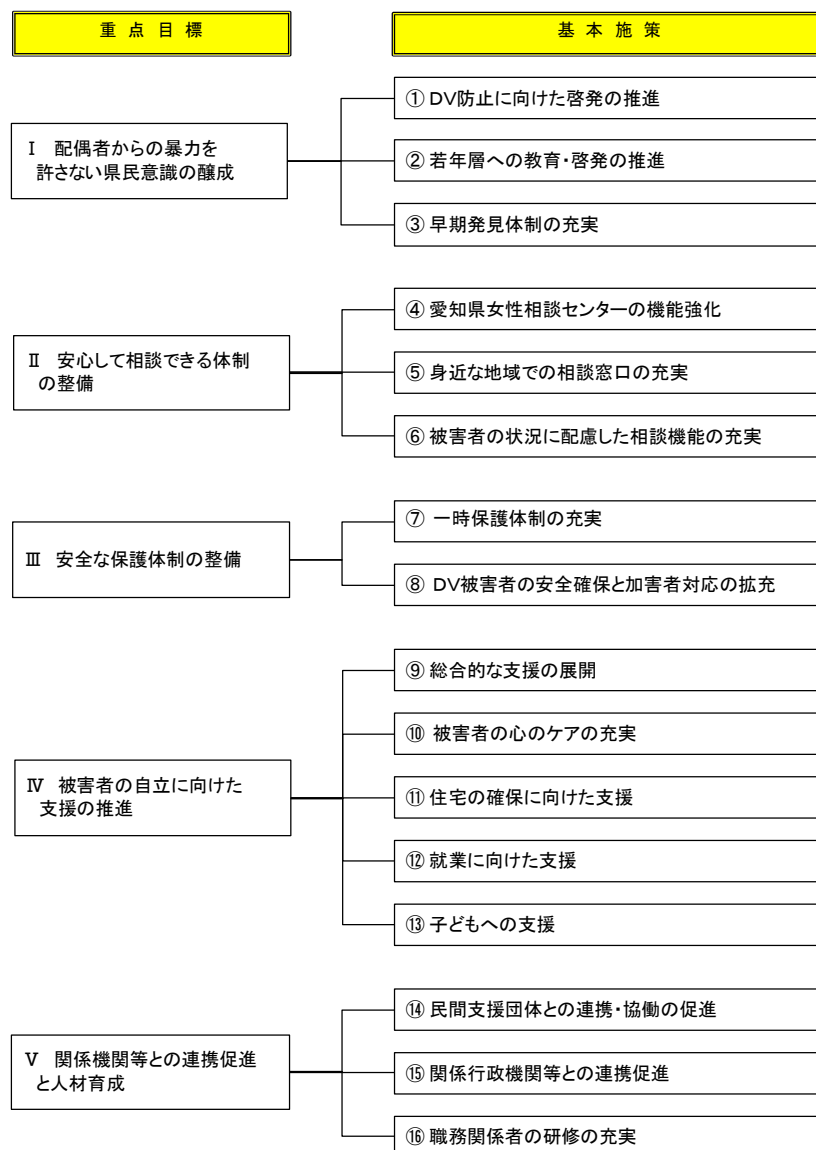 重 点 目 標
基 本 施 策
Ⅰ 配偶者からの暴力を
許さない県民意識の醸成
① DV防止に向けた啓発の推進
② 若年層への教育・啓発の推進
③ 早期発見体制の充実
Ⅱ 安心して相談できる体制
の整備
④ 愛知県女性相談センターの機能強化
⑤ 身近な地域での相談窓口の充実
⑥ 被害者の状況に配慮した相談機能の充実
Ⅲ 安全な保護体制の整備
⑦ 一時保護体制の充実
⑧ DV被害者の安全確保と加害者対応の拡充
Ⅳ 被害者の自立に向けた
支援の推進
⑨ 総合的な支援の展開
⑩ 被害者の心のケアの充実
⑪ 住宅の確保に向けた支援
⑫ 就業に向けた支援
⑬ 子どもへの支援
Ⅴ 関係機関等との連携促進
と人材育成
⑭ 民間支援団体との連携・協働の促進
⑮ 関係行政機関等との連携促進
⑯ 職務関係者の研修の充実